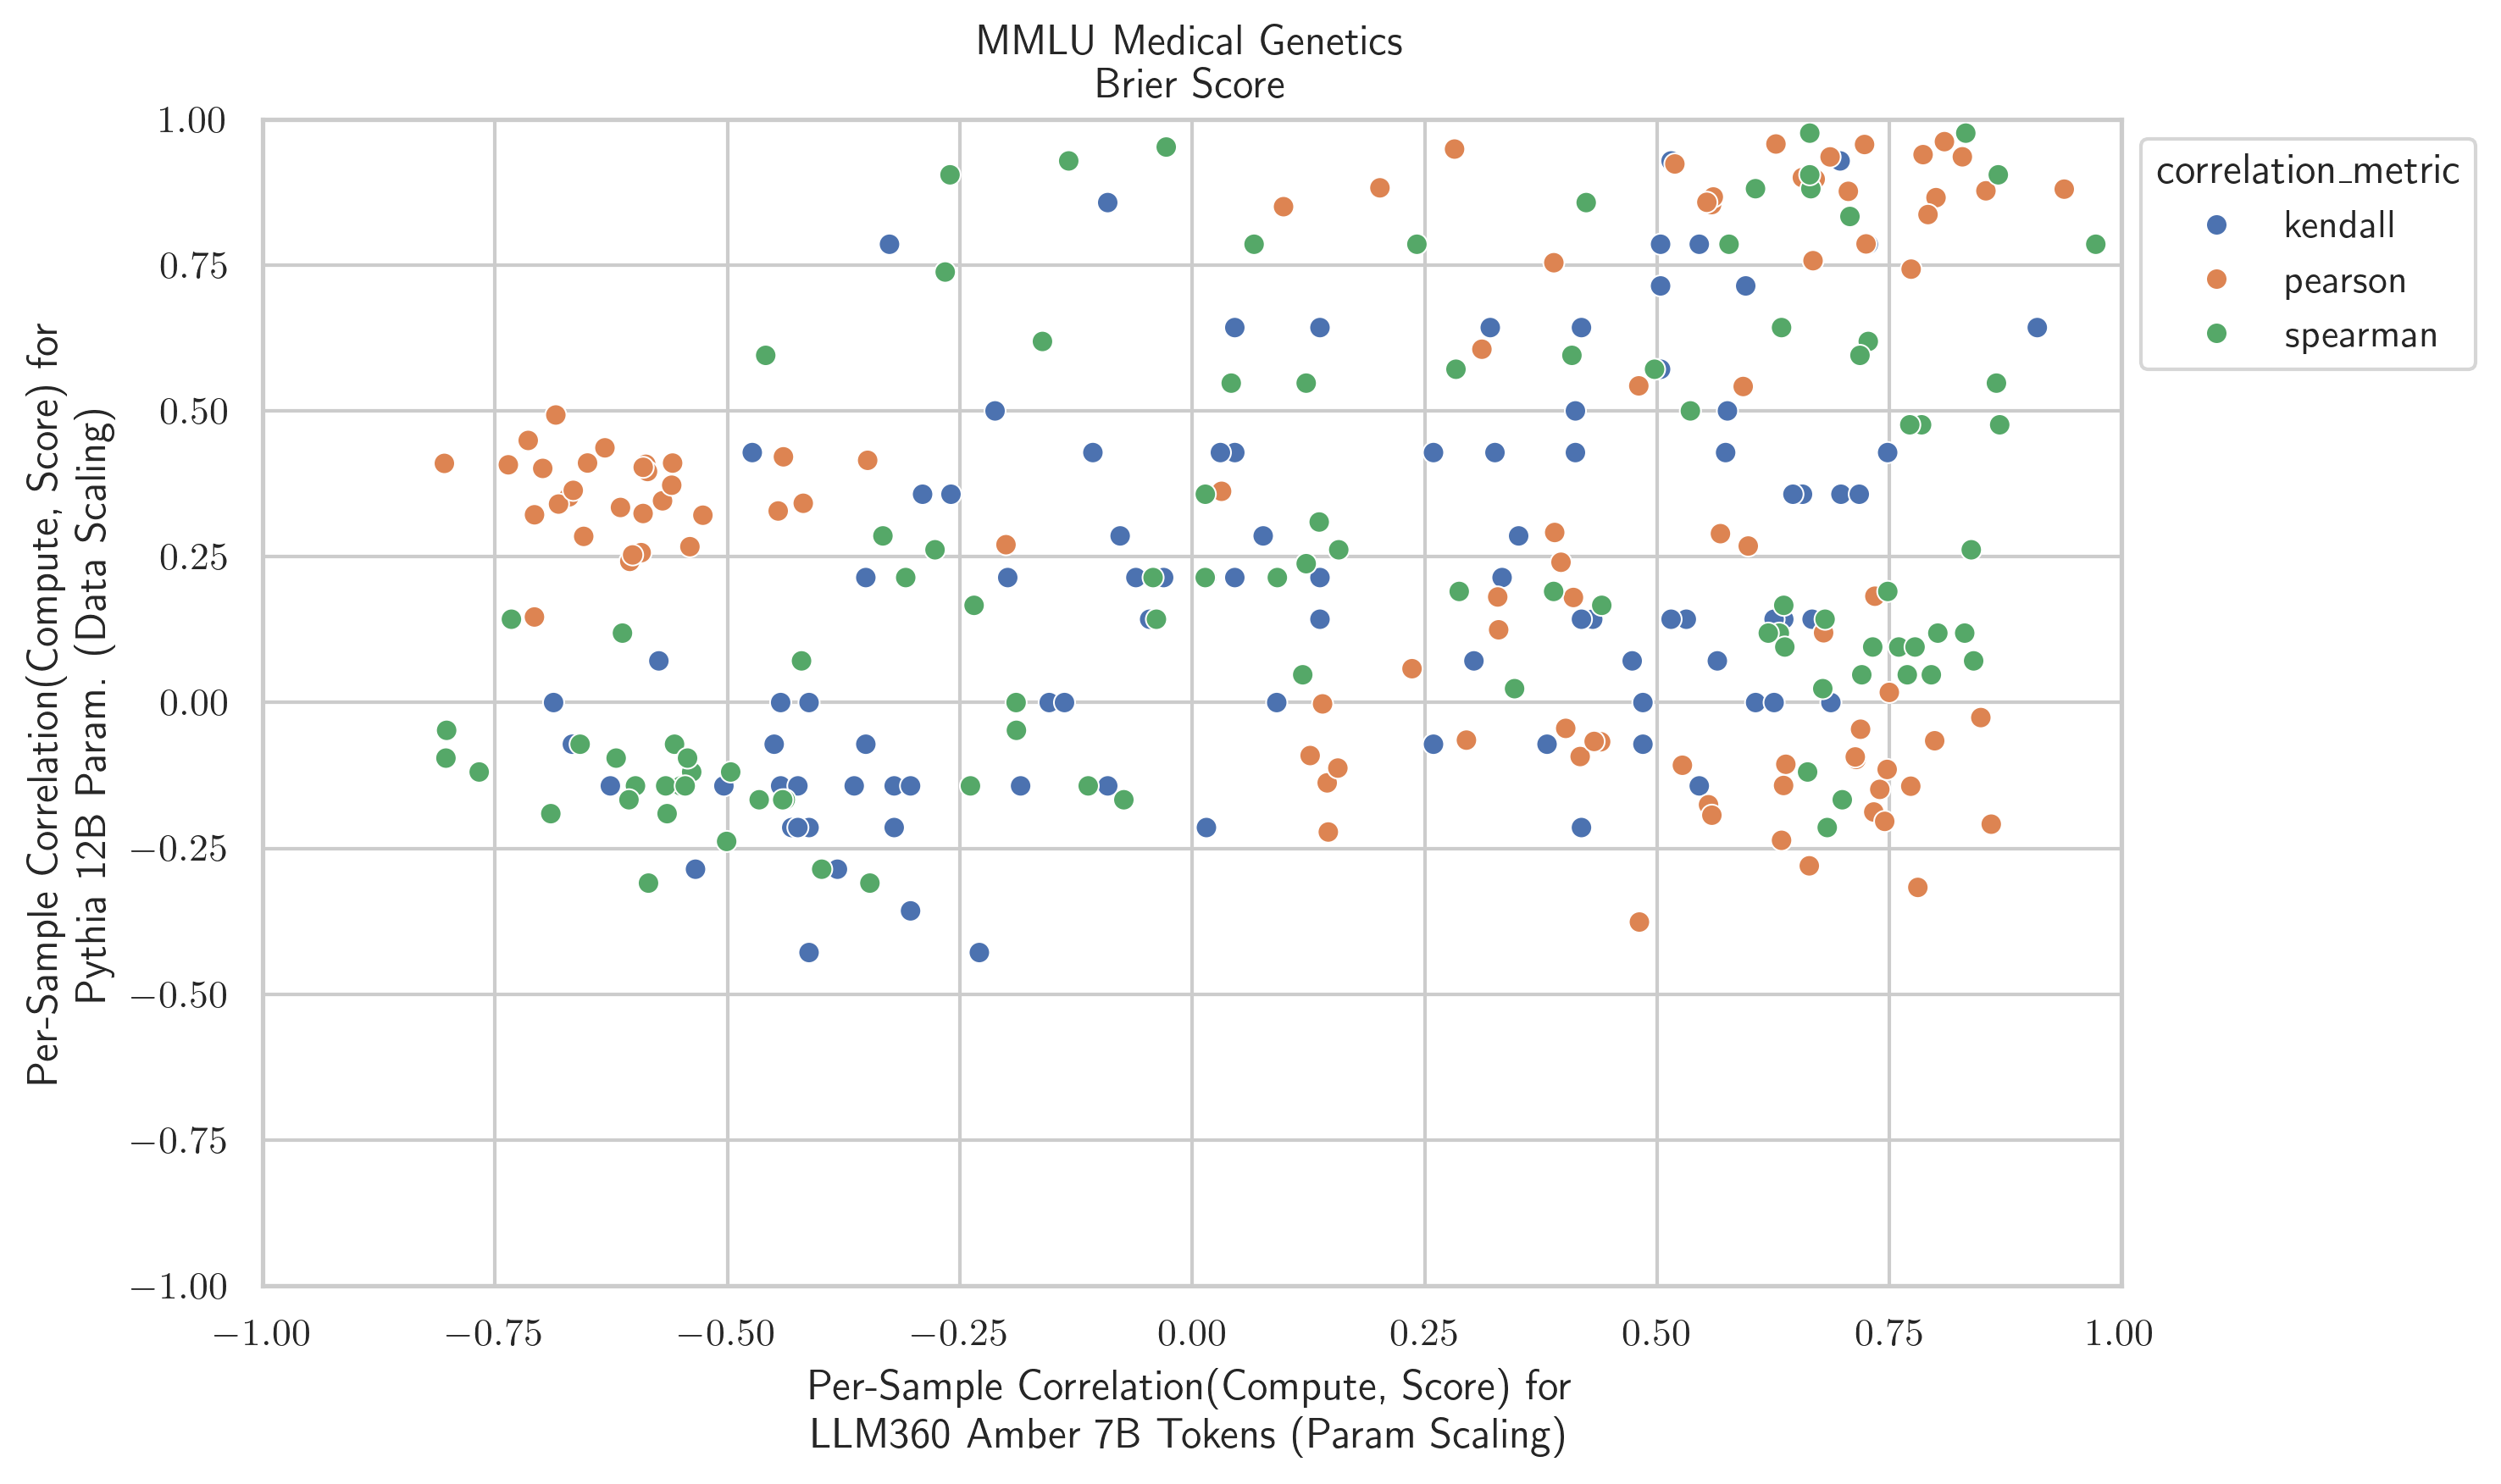 MMLU Medical Genetics
Brier Score
Per-Sample Correlation(Compute, Score) for
Pythia 12B Param. (Data Scaling)
1.00
0.75
0.50
0.25
0.00
−0.25
−0.50
−0.75
−1.00
−1.00 −0.75 −0.50 −0.25 0.00 0.25 0.50 0.75 1.00
Per-Sample Correlation(Compute, Score) for
LLM360 Amber 7B Tokens (Param Scaling)
correlation_metric
kendall
pearson
spearman